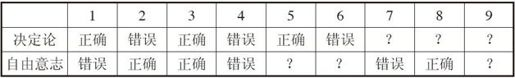 1 2 3 4 5 6 7 8 9
决定论 正确 错误 正确 错误 正确 错误 ? ? ?
自由意志 错误 正确 正确 错误 ? ? 错误 正确 ?